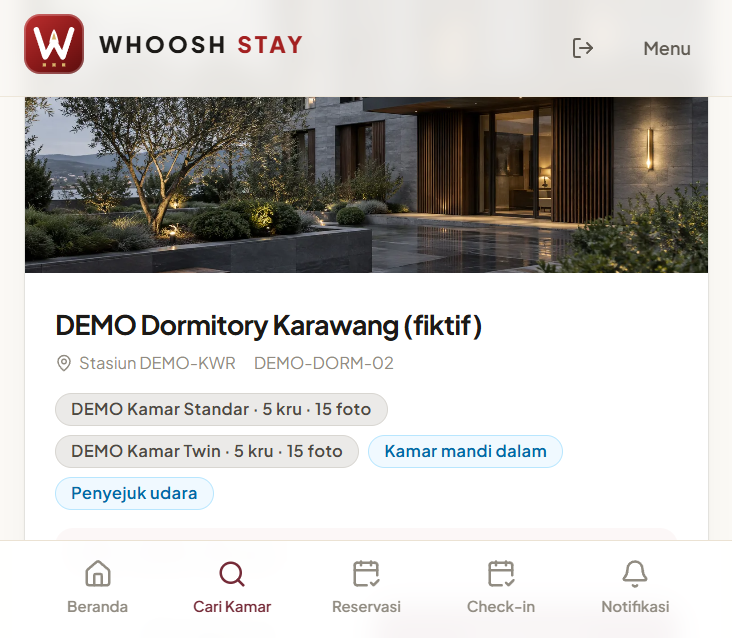 WHOOSH STAY
Menu
DEMO Dormitory Karawang (fiktif)
Stasiun DEMO-KWR DEMO-DORM-02
DEMO Kamar Standar · 5 kru · 15 foto
DEMO Kamar Twin · 5 kru · 15 foto Kamar mandi dalam
Penyejuk udara
Beranda Cari Kamar Reservasi Check-in Notifikasi